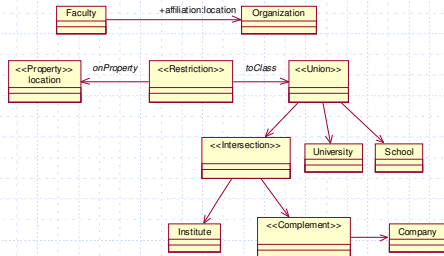 Faculty
+affiliation:location
Organization
<<Property>>
location
onProperty
<<Restriction>>
toClass
<<Union>>
<<Intersection>>
University
School
Institute
<<Complement>>
Company